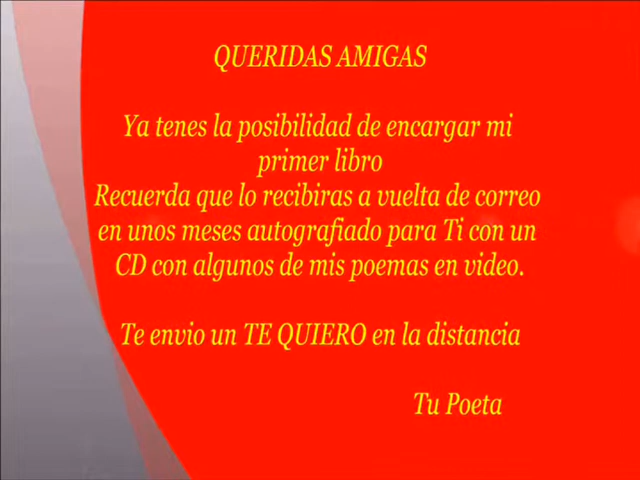 QUERIDAS AMIGAS
Ya tenes la posibilidad de encargar mi
primer libro
Recuerda que lo recibiras a vuelta de correo
en unos meses autografiado para Ti con un
CD con algunos de mis poemas en video.
Te envio un TE QUIERO en la distancia
Tu Poeta